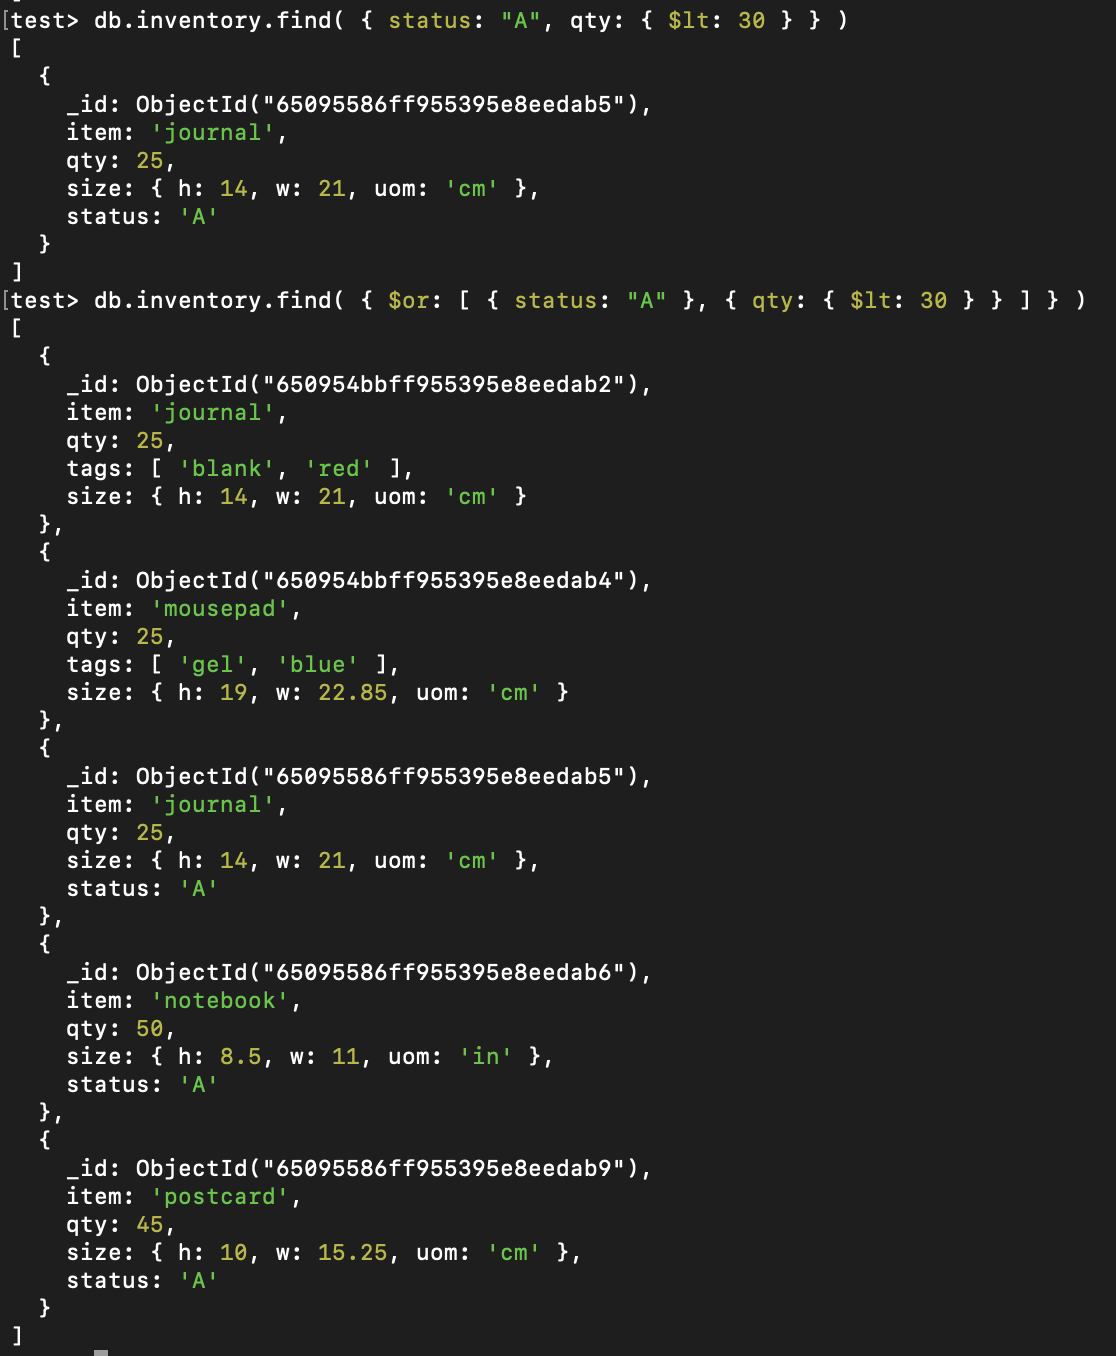 [test> db.inventory.find( { status: "A", qty: { $lt: 30 } } )
[
  {
    _id: ObjectId("65095586ff955395e8eedab5"),
    item: 'journal',
    qty: 25,
    size: { h: 14, w: 21, uom: 'cm' },
    status: 'A'
  }
]
[test> db.inventory.find( { $or: [ { status: "A" }, { qty: { $lt: 30 } } ] } )
[
  {
    _id: ObjectId("650954bbff955395e8eedab2"),
    item: 'journal',
    qty: 25,
    tags: [ 'blank', 'red' ],
    size: { h: 14, w: 21, uom: 'cm' }
  },
  {
    _id: ObjectId("650954bbff955395e8eedab4"),
    item: 'mousepad',
    qty: 25,
    tags: [ 'gel', 'blue' ],
    size: { h: 19, w: 22.85, uom: 'cm' }
  },
  {
    _id: ObjectId("65095586ff955395e8eedab5"),
    item: 'journal',
    qty: 25,
    size: { h: 14, w: 21, uom: 'cm' },
    status: 'A'
  },
  {
    _id: ObjectId("65095586ff955395e8eedab6"),
    item: 'notebook',
    qty: 50,
    size: { h: 8.5, w: 11, uom: 'in' },
    status: 'A'
  },
  {
    _id: ObjectId("65095586ff955395e8eedab9"),
    item: 'postcard',
    qty: 45,
    size: { h: 10, w: 15.25, uom: 'cm' },
    status: 'A'
  }
]